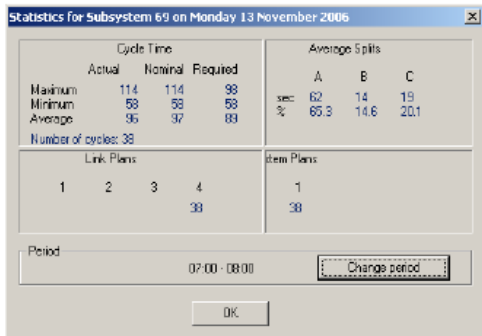 Statistics for Subsystem 69 on Monday 13 November 2006
Cycle Time
Actual Nominal Required
Maximum 114 114 98
Minimum 58 58 58
Average 96 97 89
Number of cycles: 38
Average Splits
A B C
sec 62 14 19
% 65.3 14.6 20.1
Link Plans
1 2 3 4
38
tem Plans
1
38
Period
07:00 - 08:00
Change period
OK